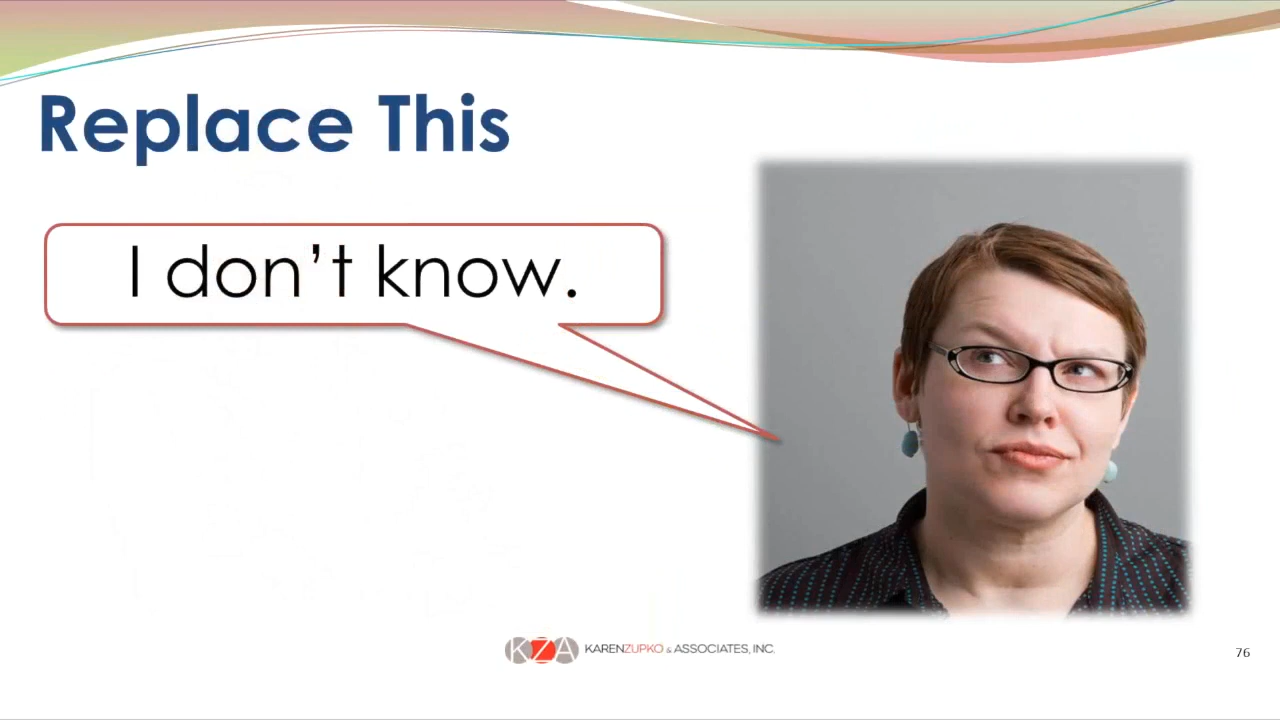 Replace This
I don’t know.
KZA KARENZUPKO & ASSOCIATES, INC.
76